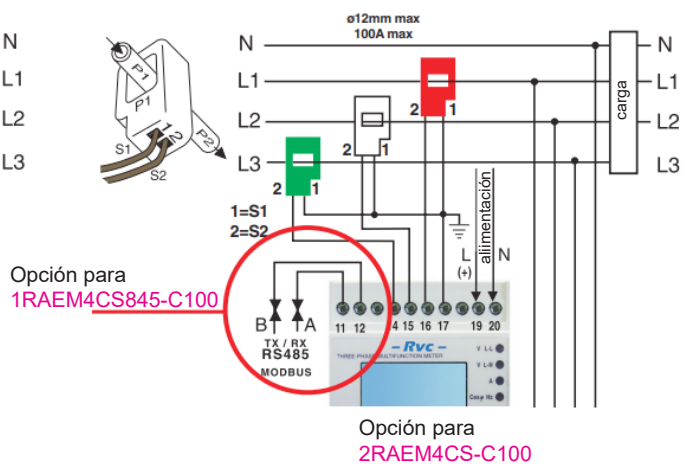 ø12mm max
100A max
N
L1
L2
L3
P1
P1
P2
1 2
S1
S2
N
L1
L2
L3
2 1
2 1
2 1
1=S1
2=S2
carga
N
L1
L2
L3
L
(+)
aliimentación
N
Opción para
1RAEM4CS845-C100
B A
TX / RX
RS485
MODBUS
11 12 4 15 16 17 19 20
– Rvc –
THREE-PHASE MULTIFUNCTION METER
V L-L
V L-N
A
Cosφ Hz
Opción para
2RAEM4CS-C100